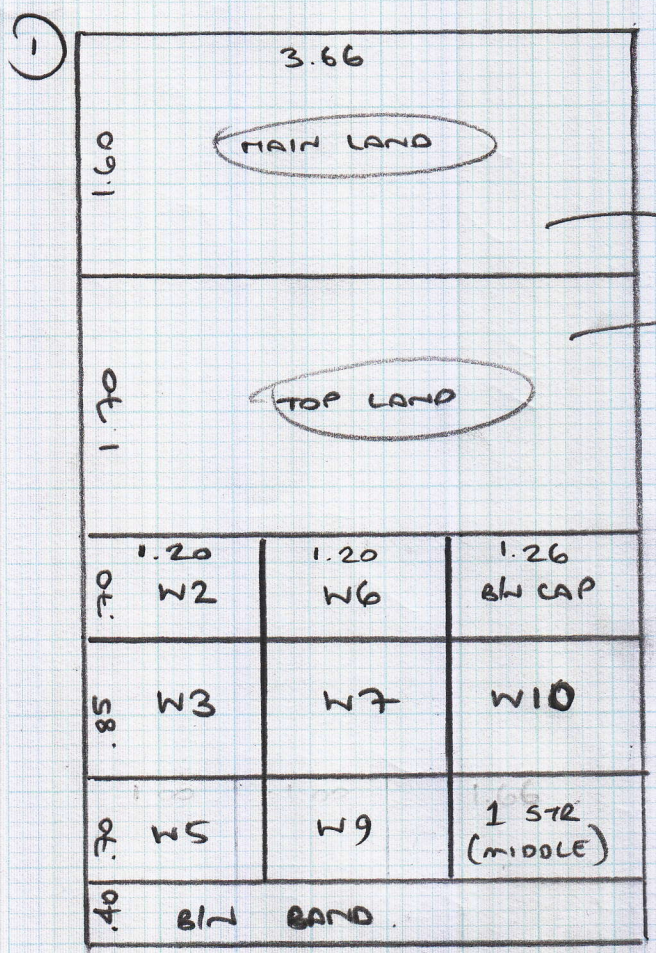 1
3.66
1.60
MAIN LAND
1.70
TOP LAND
1.20 1.20 1.26
.70 W2 W6 B/N CAP
.85 W3 W7 W10
.70 W5 W9 1 STR
(MIDDLE)
.40 B/N BAND.